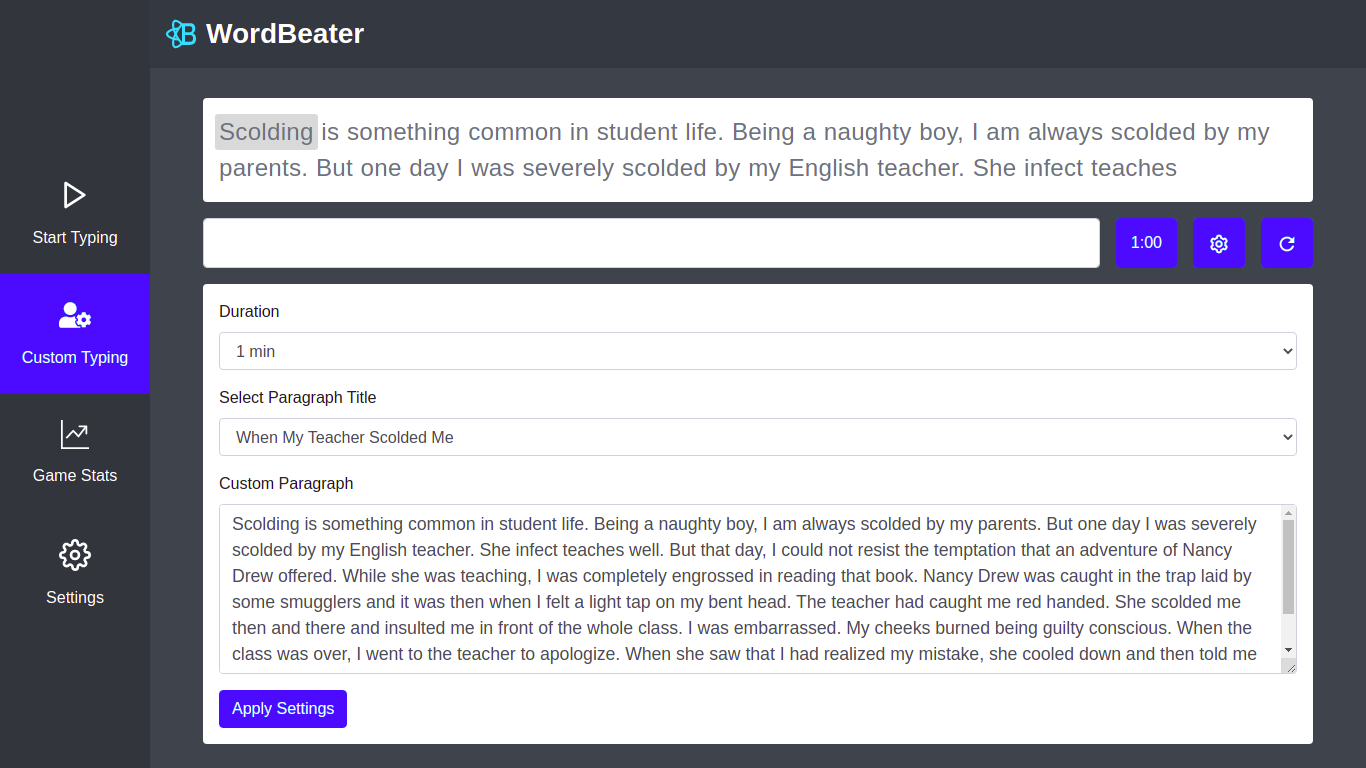 WordBeater
Scolding is something common in student life. Being a naughty boy, I am always scolded by my
parents. But one day I was severely scolded by my English teacher. She infect teaches
1:00
Start Typing
Custom Typing
Game Stats
Settings
Duration
1 min
Select Paragraph Title
When My Teacher Scolded Me
Custom Paragraph
Scolding is something common in student life. Being a naughty boy, I am always scolded by my parents. But one day I was severely
scolded by my English teacher. She infect teaches well. But that day, I could not resist the temptation that an adventure of Nancy
Drew offered. While she was teaching, I was completely engrossed in reading that book. Nancy Drew was caught in the trap laid by
some smugglers and it was then when I felt a light tap on my bent head. The teacher had caught me red handed. She scolded me
then and there and insulted me in front of the whole class. I was embarrassed. My cheeks burned being guilty conscious. When the
class was over, I went to the teacher to apologize. When she saw that I had realized my mistake, she cooled down and then told me
Apply Settings